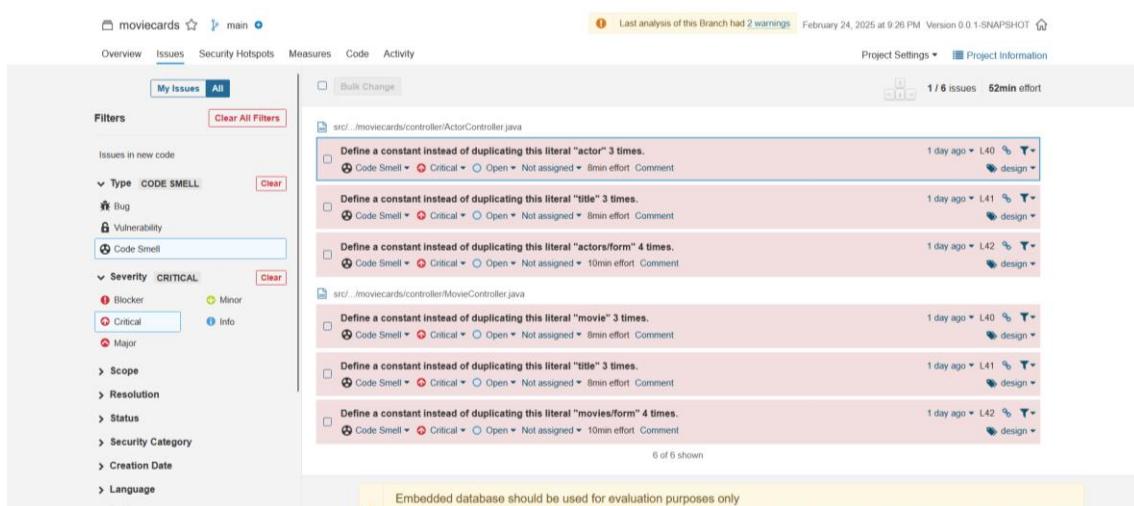 moviecards main
Last analysis of this Branch had 2 warnings February 24, 2025 at 9:26 PM Version 0.0.1-SNAPSHOT
Overview Issues Security Hotspots Measures Code Activity
Project Settings Project Information
My Issues All
Bulk Change
1 / 6 issues 52min effort
Filters Clear All Filters
Issues in new code
Type CODE SMELL Clear
Bug
Vulnerability
Code Smell
Severity CRITICAL Clear
Blocker Minor
Critical Info
Major
Scope
Resolution
Status
Security Category
Creation Date
Language
src/.../moviecards/controller/ActorController.java
Define a constant instead of duplicating this literal "actor" 3 times. 1 day ago L40
Code Smell Critical Open Not assigned 8min effort Comment design
Define a constant instead of duplicating this literal "title" 3 times. 1 day ago L41
Code Smell Critical Open Not assigned 8min effort Comment design
Define a constant instead of duplicating this literal "actors/form" 4 times. 1 day ago L42
Code Smell Critical Open Not assigned 10min effort Comment design
src/.../moviecards/controller/MovieController.java
Define a constant instead of duplicating this literal "movie" 3 times. 1 day ago L40
Code Smell Critical Open Not assigned 8min effort Comment design
Define a constant instead of duplicating this literal "title" 3 times. 1 day ago L41
Code Smell Critical Open Not assigned 8min effort Comment design
Define a constant instead of duplicating this literal "movies/form" 4 times. 1 day ago L42
Code Smell Critical Open Not assigned 10min effort Comment design
6 of 6 shown
Embedded database should be used for evaluation purposes only